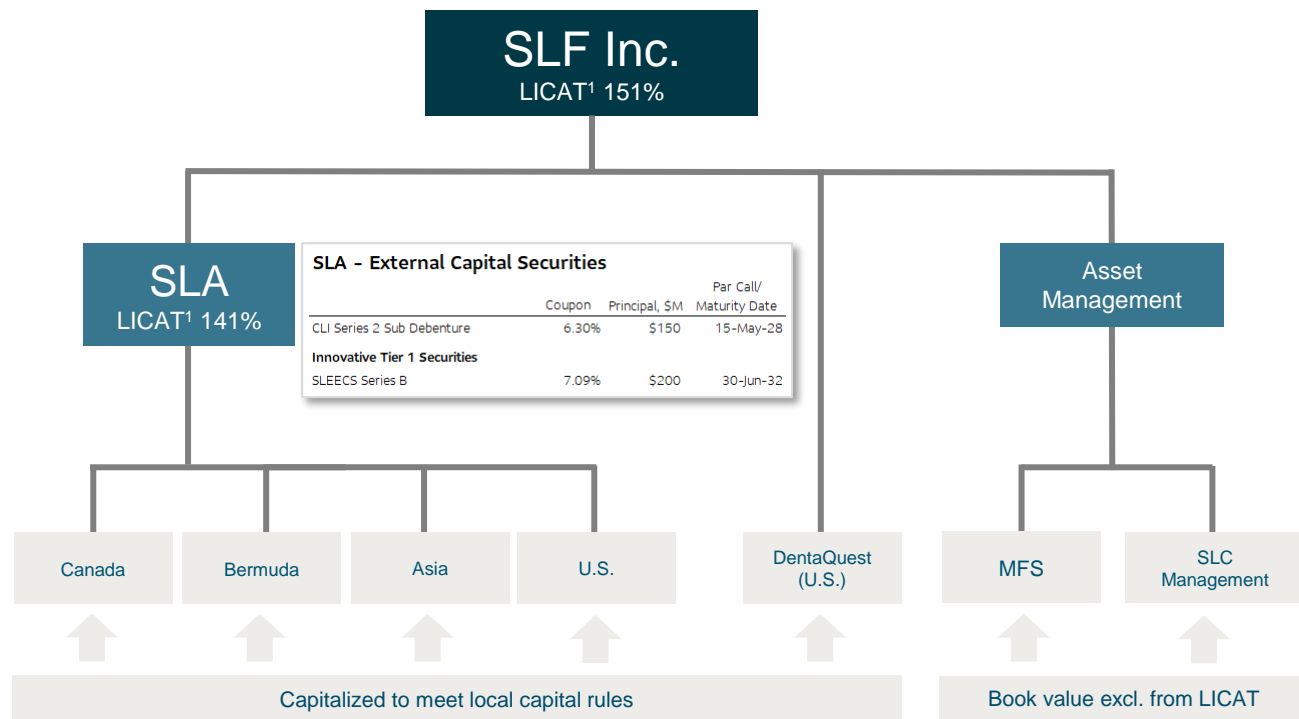 SLF Inc.
LICAT¹ 151%
SLA
LICAT¹ 141%
SLA - External Capital Securities
Par Call/
Coupon Principal, $M Maturity Date
CLI Series 2 Sub Debenture 6.30% $150 15-May-28
Innovative Tier 1 Securities
SLEECS Series B 7.09% $200 30-Jun-32
Asset
Management
Canada
Bermuda
Asia
U.S.
DentaQuest
(U.S.)
MFS
SLC
Management
Capitalized to meet local capital rules
Book value excl. from LICAT